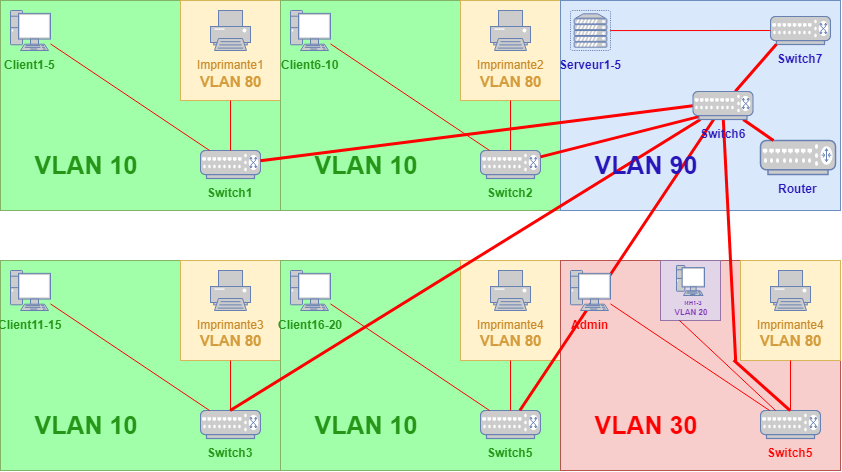 Client1-5
Imprimante1
VLAN 80
VLAN 10
Switch1
Client6-10
Imprimante2
VLAN 80
VLAN 10
Switch2
Serveur1-5
Switch7
Switch6
VLAN 90
Router
Client11-15
Imprimante3
VLAN 80
VLAN 10
Switch3
Client16-20
Imprimante4
VLAN 80
VLAN 10
Switch5
Admin
RH1-3
VLAN 20
Imprimante4
VLAN 80
VLAN 30
Switch5